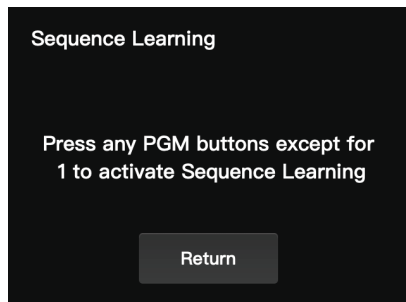 Sequence Learning
Press any PGM buttons except for
1 to activate Sequence Learning
Return